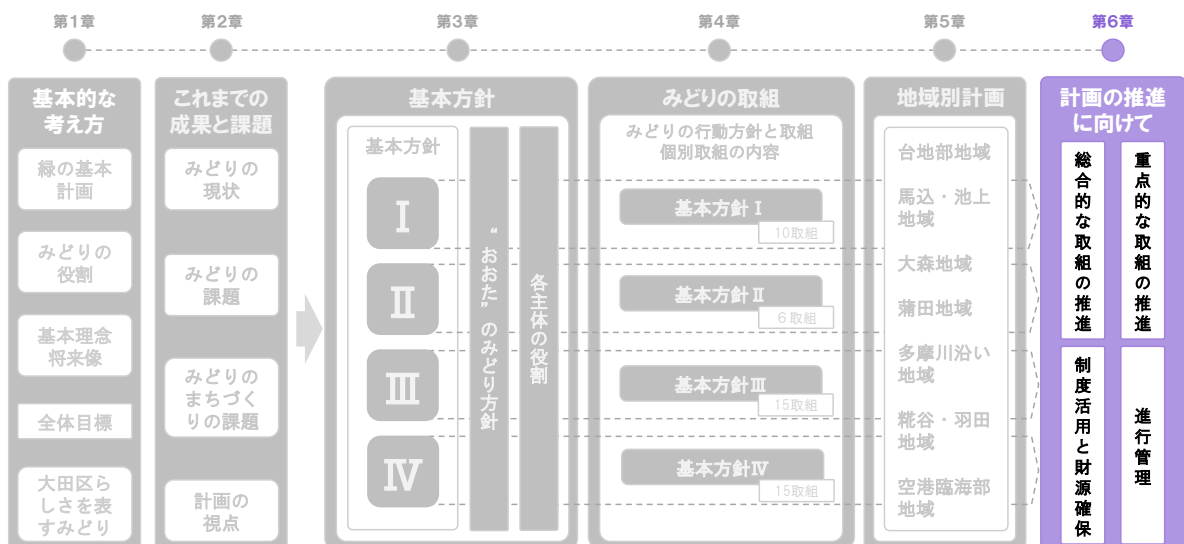 第1章
第2章
第3章
第4章
第5章
第6章
基本的な
考え方
緑の基本
計画
みどりの
役割
基本理念
将来像
全体目標
大田区ら
しさを表
すみどり
これまでの
成果と課題
みどりの
現状
みどりの
課題
みどりの
まちづく
りの課題
計画の
視点
基本方針
基本方針
Ⅰ
Ⅱ
Ⅲ
Ⅳ
“おおた”のみどり方針
各主体の役割
みどりの取組
みどりの行動方針と取組
個別取組の内容
基本方針Ⅰ
10取組
基本方針Ⅱ
6取組
基本方針Ⅲ
15取組
基本方針Ⅳ
15取組
地域別計画
台地部地域
馬込・池上
地域
大森地域
蒲田地域
多摩川沿い
地域
糀谷・羽田
地域
空港臨海部
地域
計画の推進
に向けて
重点的な取組の推進
総合的な取組の推進
進行管理
制度活用と財源確保